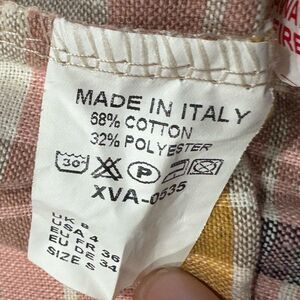 MADE IN ITALY
68% COTTON
32% POLYESTER
30°
P
XVA-0535
UK 8
USA 4
EU/FR 36
EU/DE 34
SIZE S